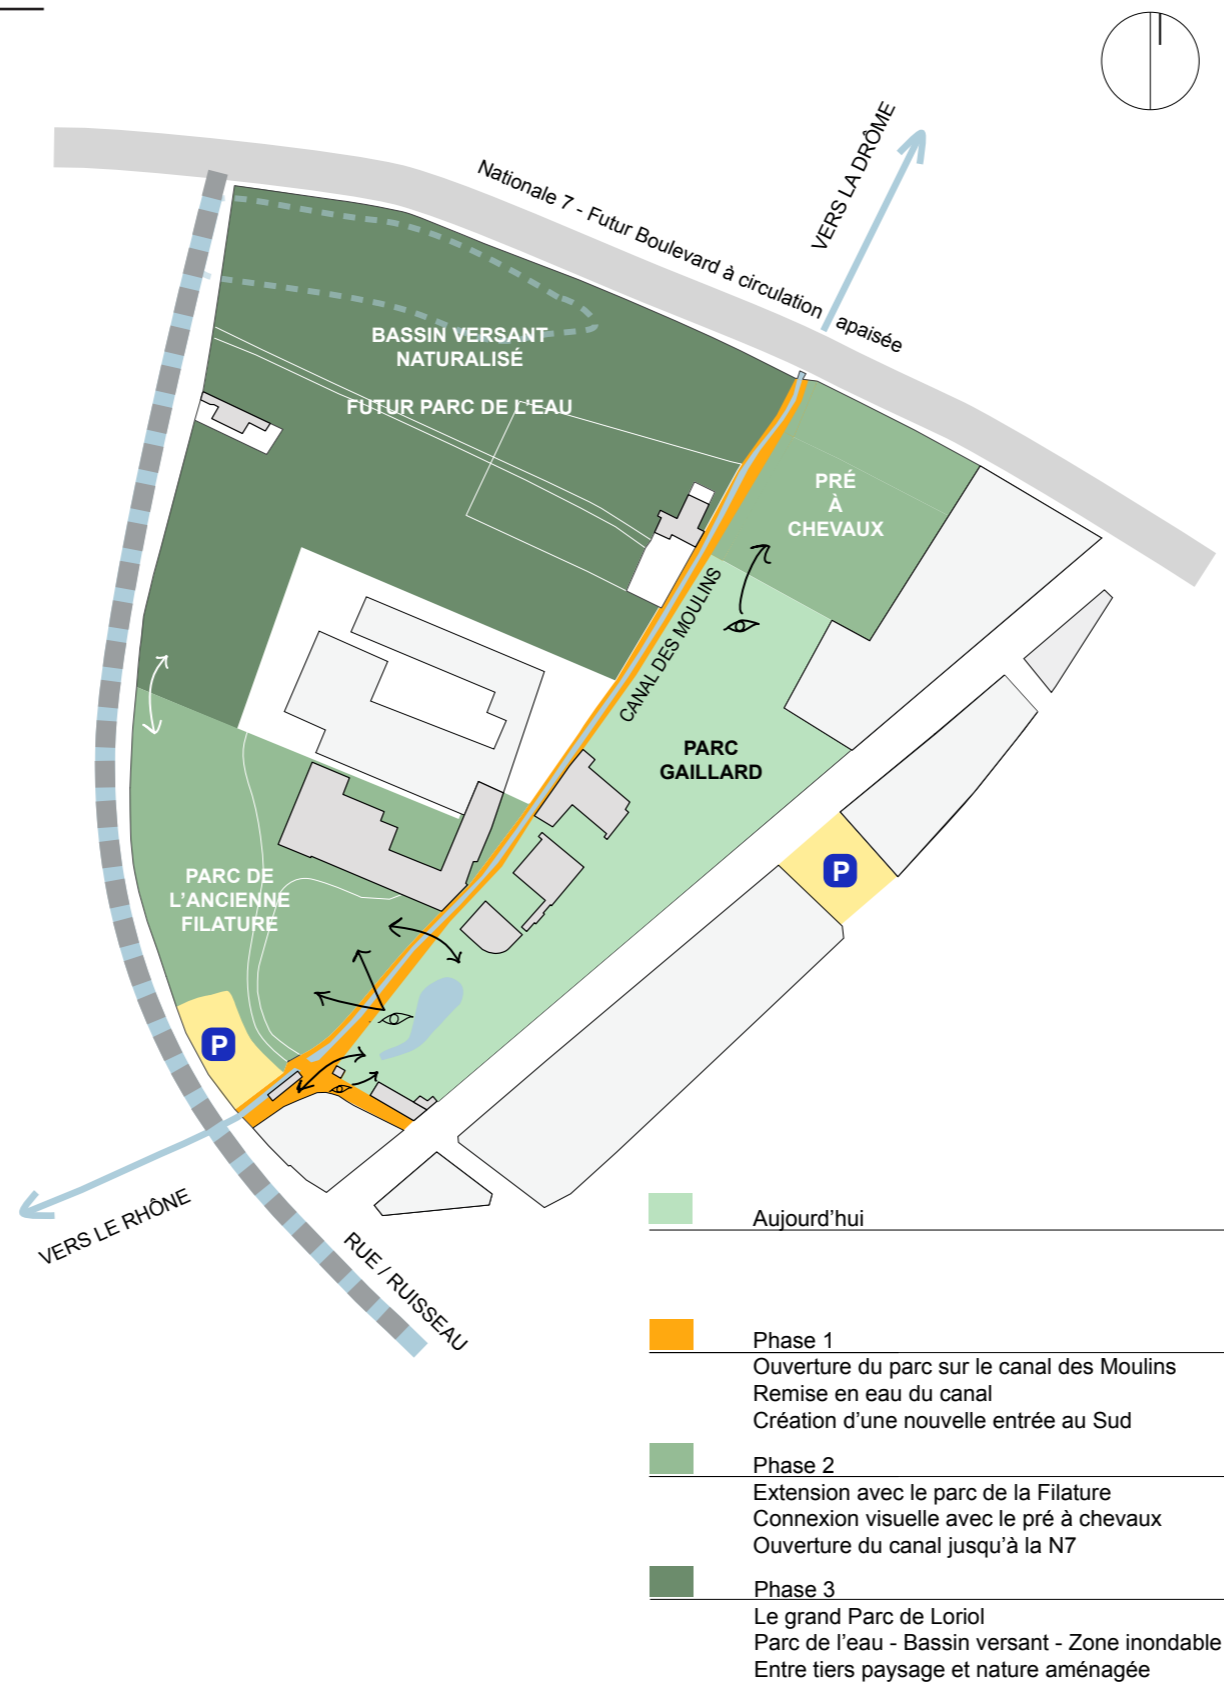 VERS LA DRÔME
Nationale 7 - Futur Boulevard à circulation apaisée
BASSIN VERSANT
NATURALISÉ
FUTUR PARC DE L'EAU
PRÉ
À
CHEVAUX
CANAL DES MOULINS
PARC
GAILLARD
P
PARC DE
L'ANCIENNE
FILATURE
P
VERS LE RHÔNE
RUE / RUISSEAU
Aujourd'hui
Phase 1
Ouverture du parc sur le canal des Moulins
Remise en eau du canal
Création d'une nouvelle entrée au Sud
Phase 2
Extension avec le parc de la Filature
Connexion visuelle avec le pré à chevaux
Ouverture du canal jusqu'à la N7
Phase 3
Le grand Parc de Loriol
Parc de l'eau - Bassin versant - Zone inondable
Entre tiers paysage et nature aménagée